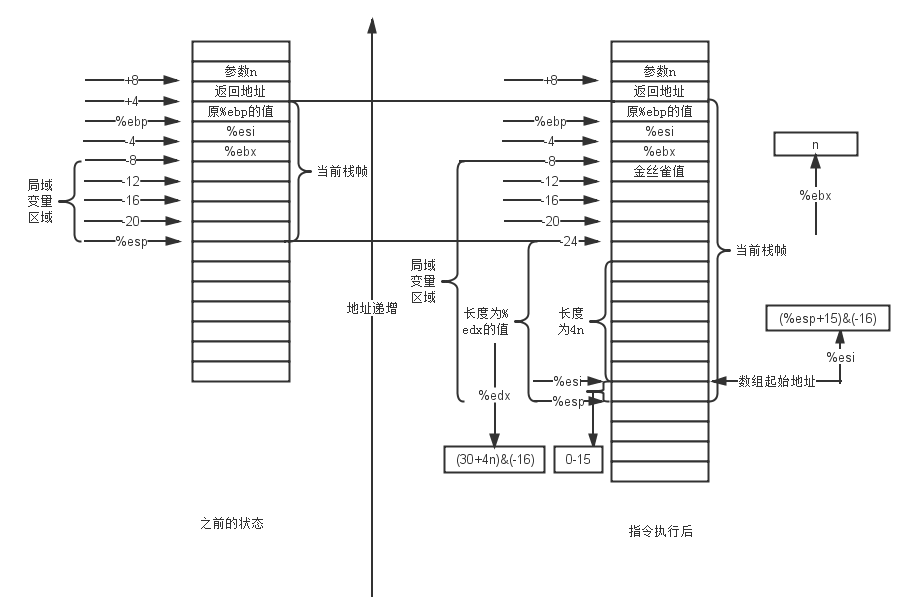 参数n
+8
返回地址
+4
原%ebp的值
%ebp
%esi
-4
%ebx
-8
-12
-16
-20
%esp
当前栈帧
局域
变量
区域
之前的状态
地址递增
参数n
+8
返回地址
原%ebp的值
%ebp
%esi
-4
%ebx
-8
金丝雀值
-12
-16
-20
-24
当前栈帧
局域
变量
区域
长度为%
edx的值
长度
为4n
%esi
%esp
%edx
(30+4n)&(-16)
0-15
数组起始地址
n
%ebx
(%esp+15)&(-16)
%esi
指令执行后